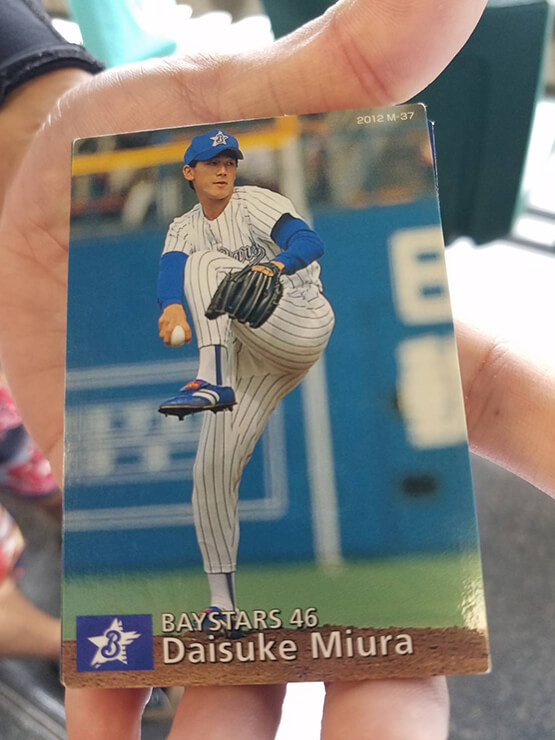 2012 M-37
B
BAYSTARS 46
Daisuke Miura